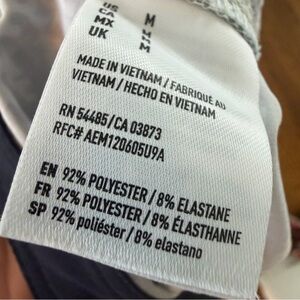 US M
CA M
MX M
UK M
MADE IN VIETNAM / FABRIQUÉ AU
VIETNAM / HECHO EN VIETNAM
RN 54485 / CA 03873
RFC# AEM120605U9A
EN 92% POLYESTER / 8% ELASTANE
FR 92% POLYESTER / 8% ÉLASTHANNE
SP 92% poliéster / 8% elastano